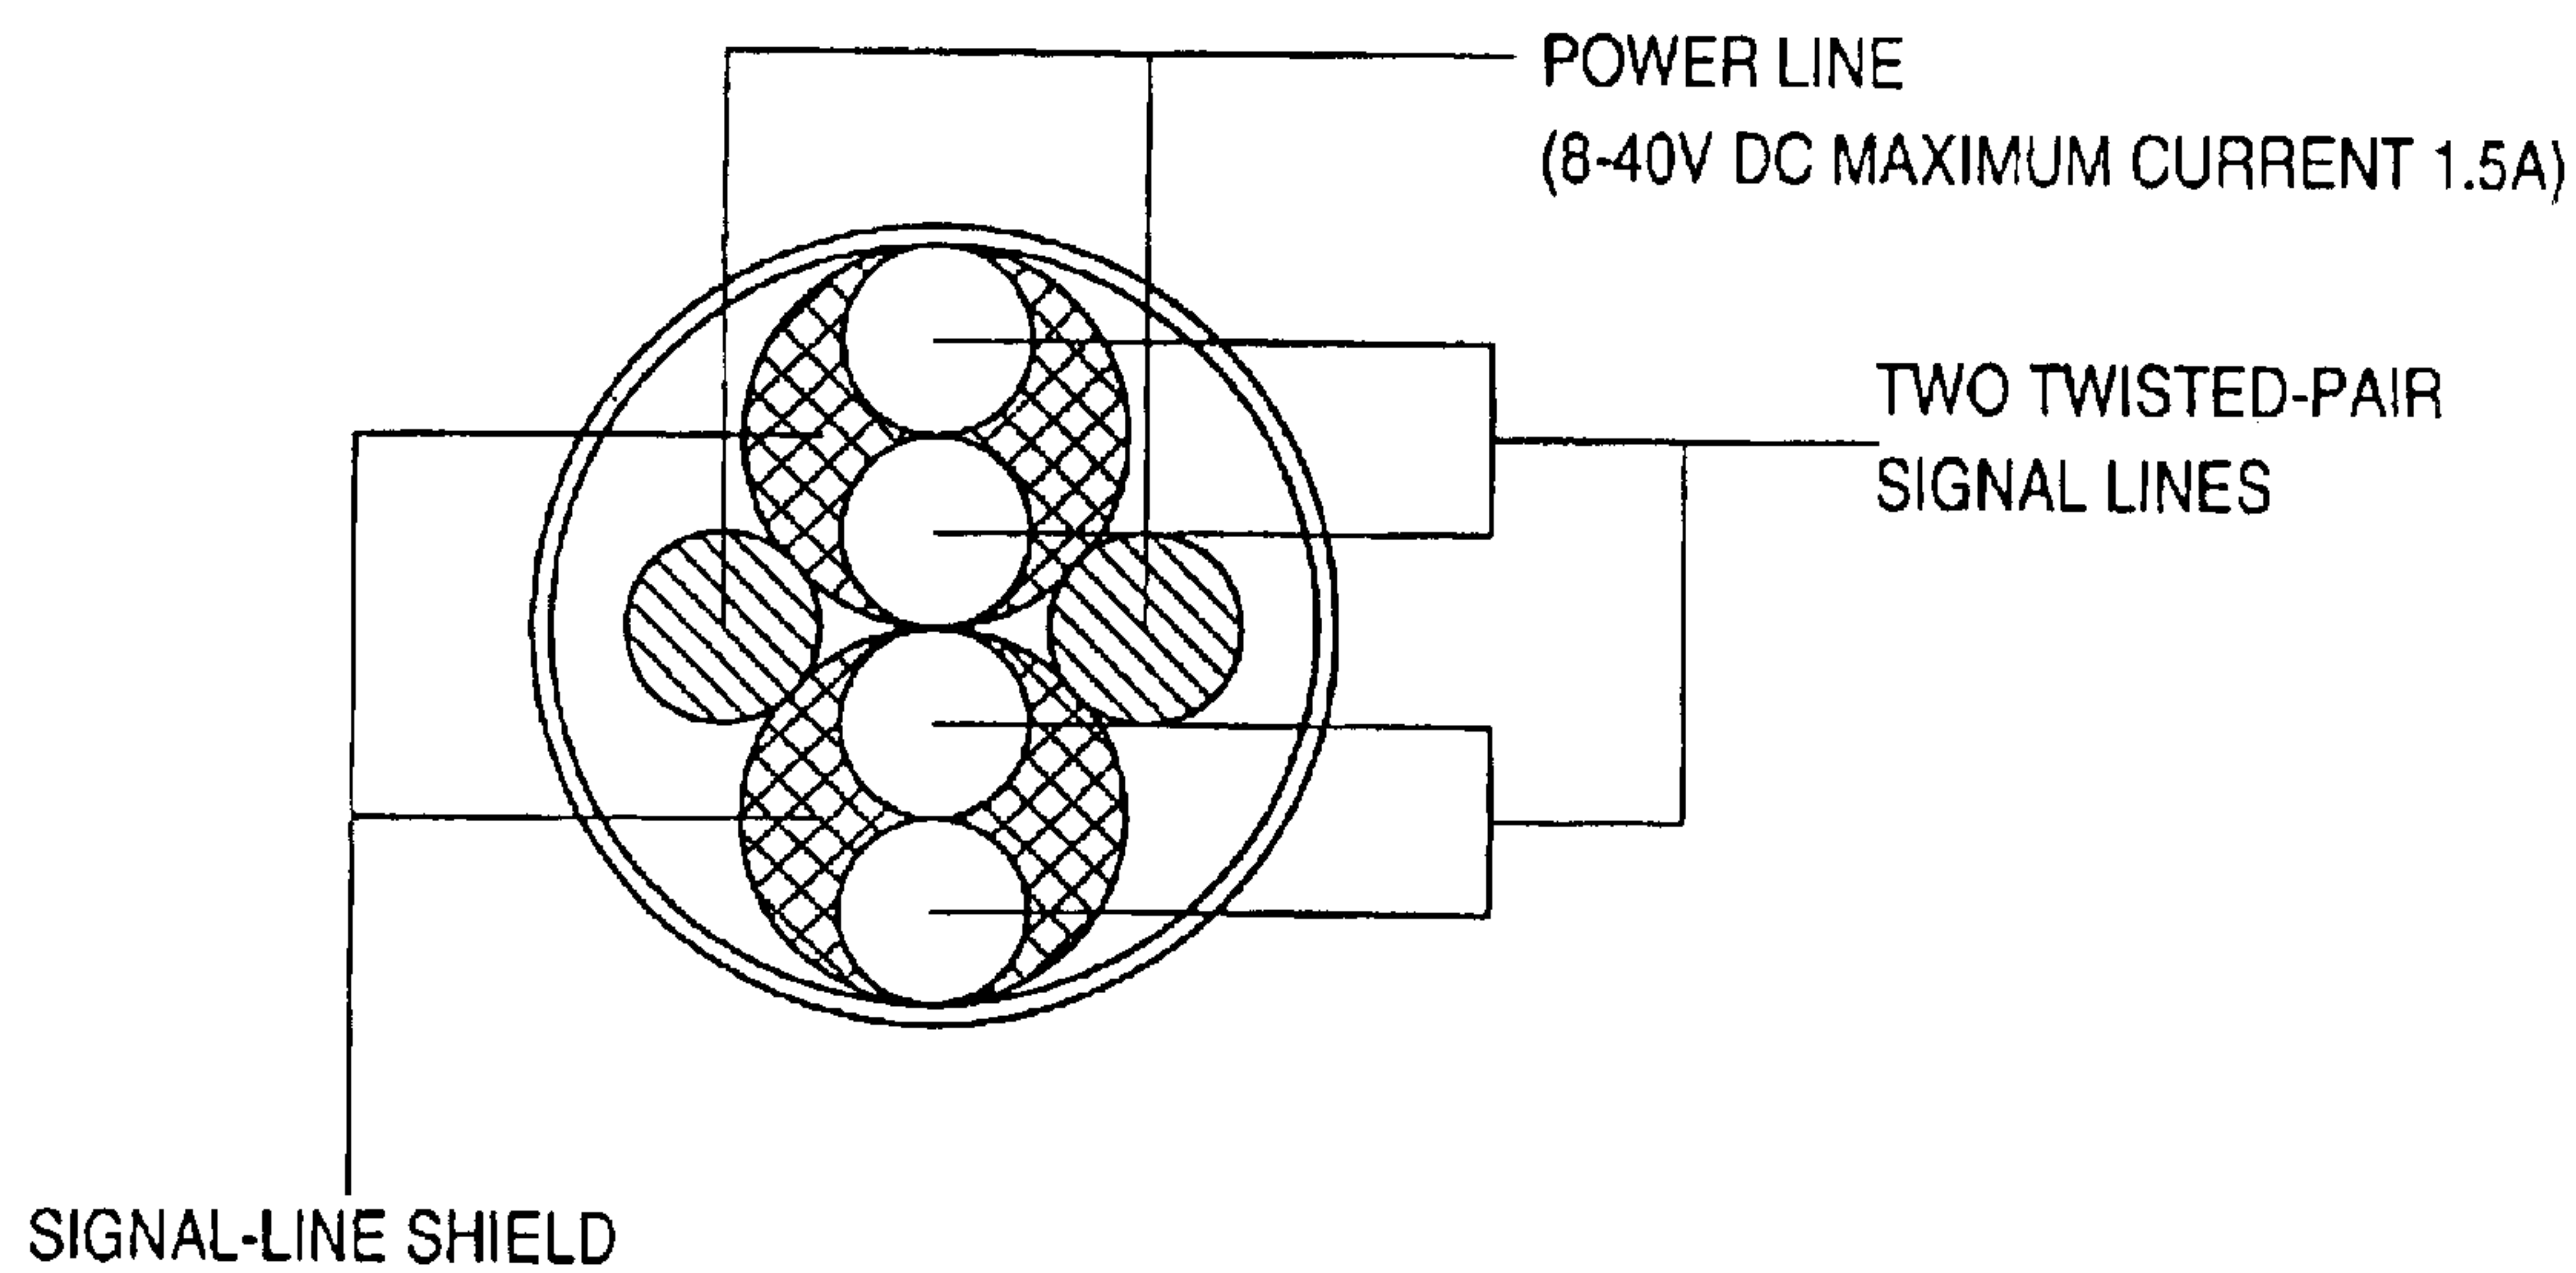 POWER LINE
(8-40V DC MAXIMUM CURRENT 1.5A)
TWO TWISTED-PAIR
SIGNAL LINES
SIGNAL-LINE SHIELD